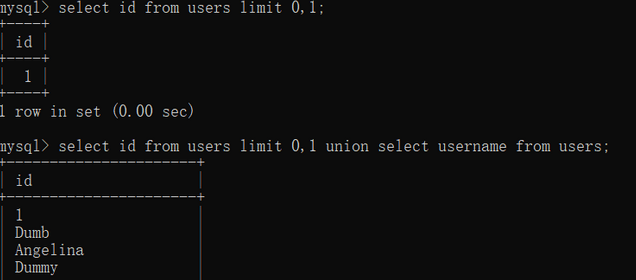 mysql> select id from users limit 0,1;
+----+
| id |
+----+
| 1 |
+----+
1 row in set (0.00 sec)
mysql> select id from users limit 0,1 union select username from users;
+----------------------+
| id |
+----------------------+
| 1
| Dumb
| Angelina
| Dummy